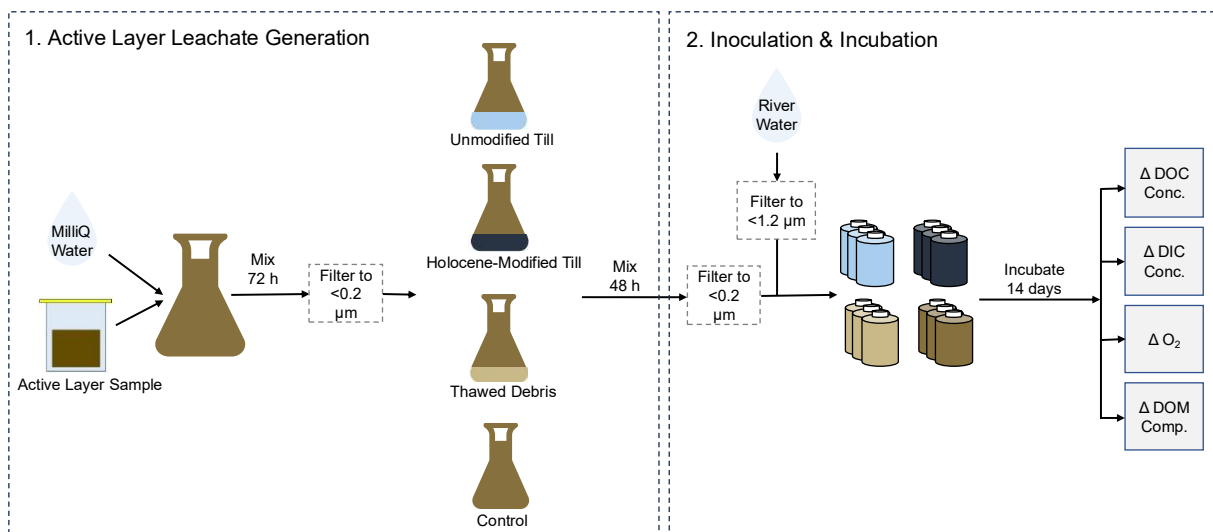 1. Active Layer Leachate Generation
MilliQ
Water
Active Layer Sample
Mix
72 h
Filter to
<0.2
µm
Unmodified Till
Holocene-Modified Till
Thawed Debris
Control
Mix
48 h
2. Inoculation & Incubation
River
Water
Filter to
<1.2 µm
Filter to
<0.2
µm
Incubate
14 days
Δ DOC
Conc.
Δ DIC
Conc.
Δ O₂
Δ DOM
Comp.